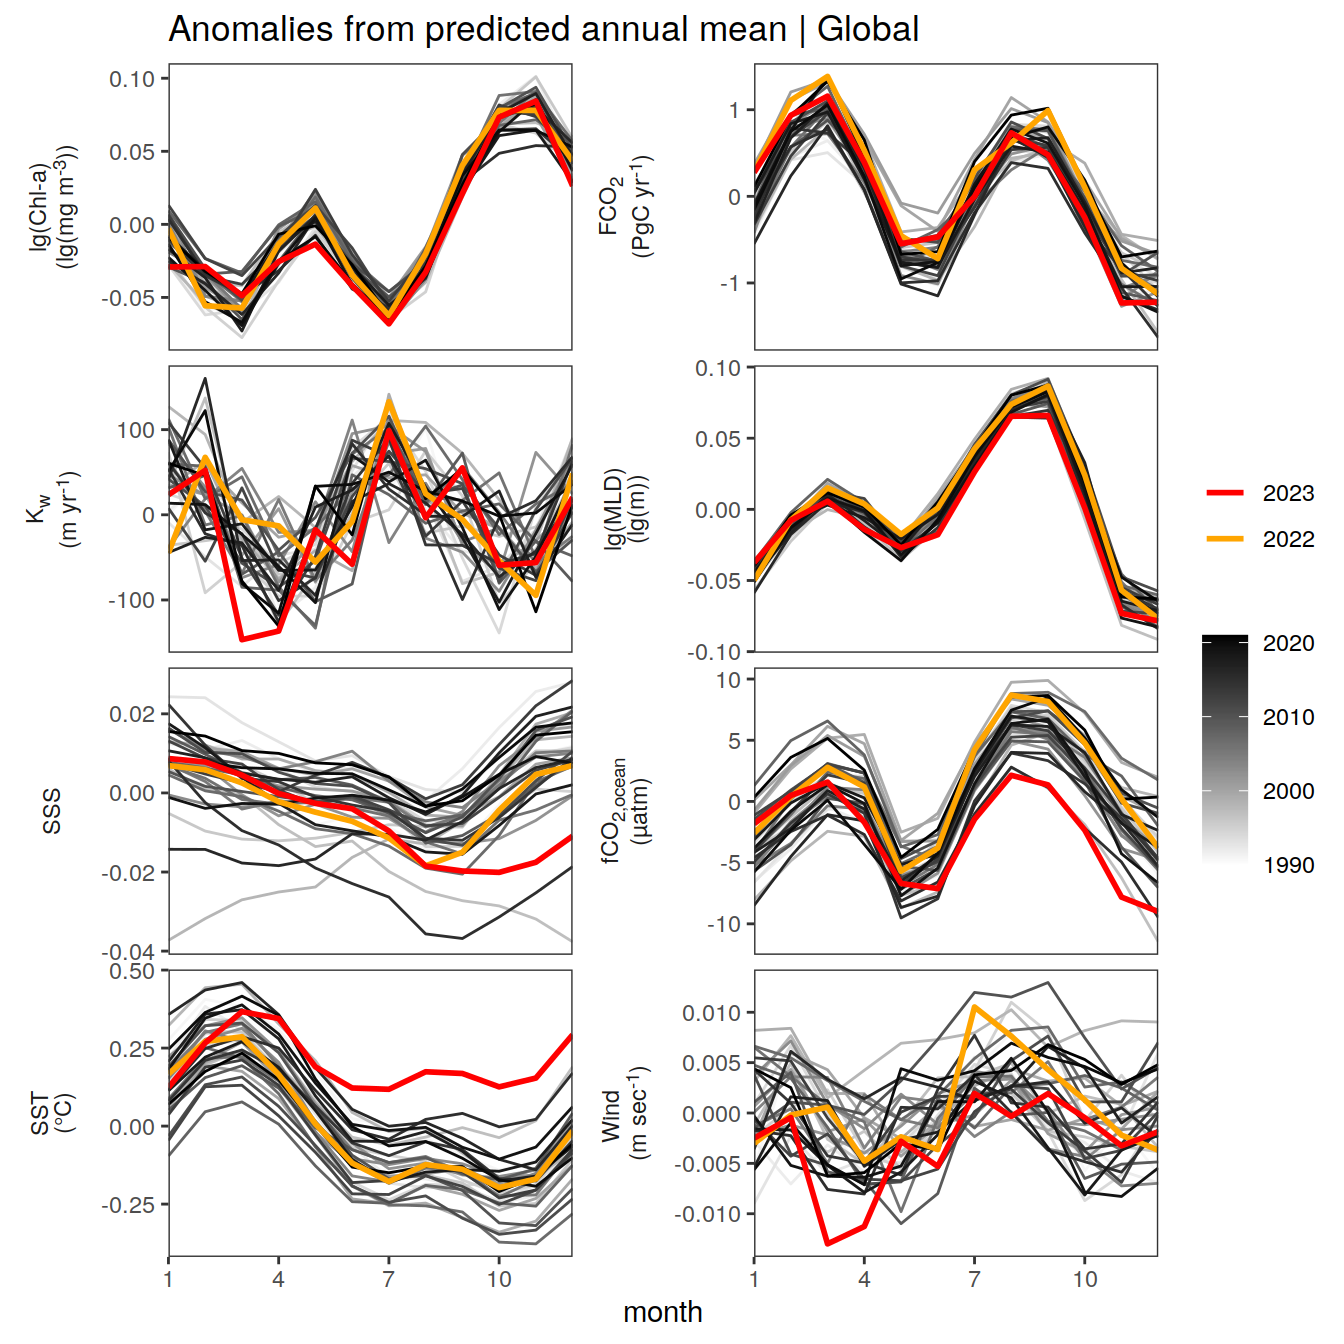 Anomalies from predicted annual mean | Global
lg(Chl-a)
(lg(mg m⁻³))
0.10
0.05
0.00
-0.05
FCO₂
(PgC yr⁻¹)
1
0
-1
Kw
(m yr⁻¹)
100
0
-100
lg(MLD)
(lg(m))
0.10
0.05
0.00
-0.05
-0.10
SSS
0.02
0.00
-0.02
-0.04
fCO₂,ocean
(µatm)
10
5
0
-5
-10
SST
(°C)
0.50
0.25
0.00
-0.25
1 4 7 10
Wind
(m sec⁻¹)
0.010
0.005
0.000
-0.005
-0.010
1 4 7 10
month
2023
2022
2020
2010
2000
1990